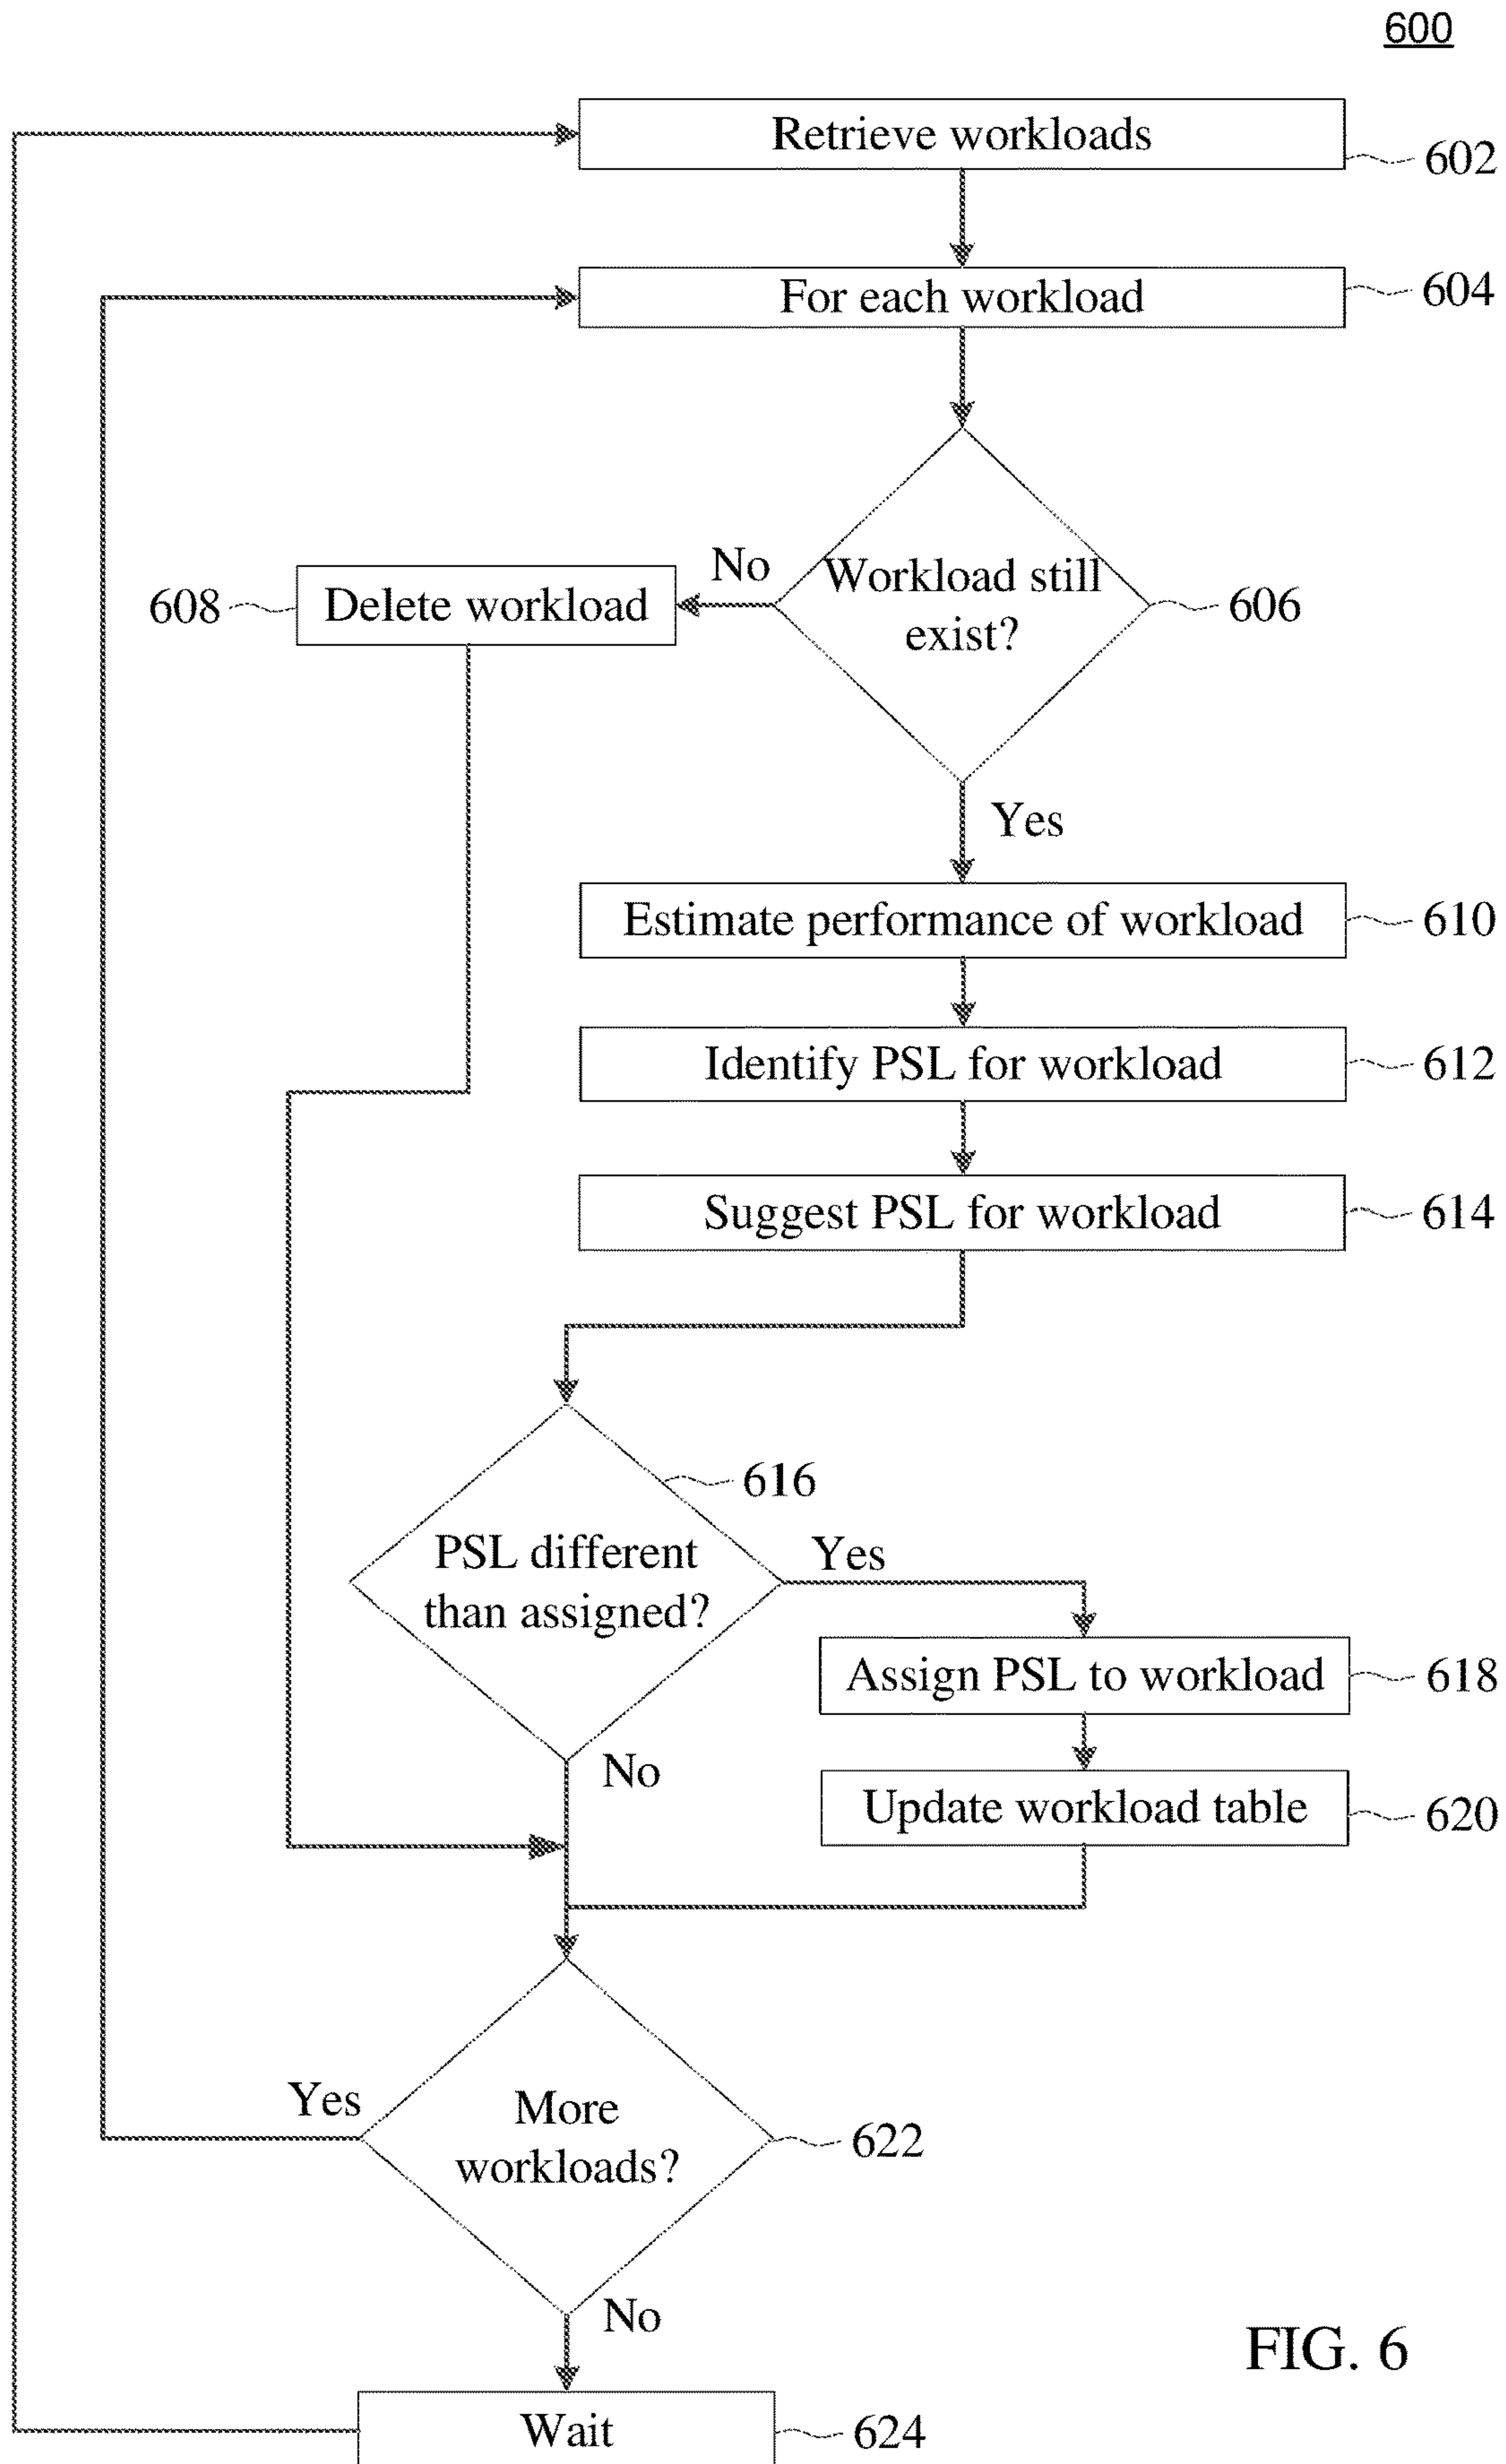 600
Retrieve workloads
602
For each workload
604
No
Workload still
exist?
606
608
Delete workload
Yes
Estimate performance of workload
610
Identify PSL for workload
612
Suggest PSL for workload
614
616
PSL different
than assigned?
Yes
Assign PSL to workload
618
No
Update workload table
620
Yes
More
workloads?
622
No
FIG. 6
Wait
624